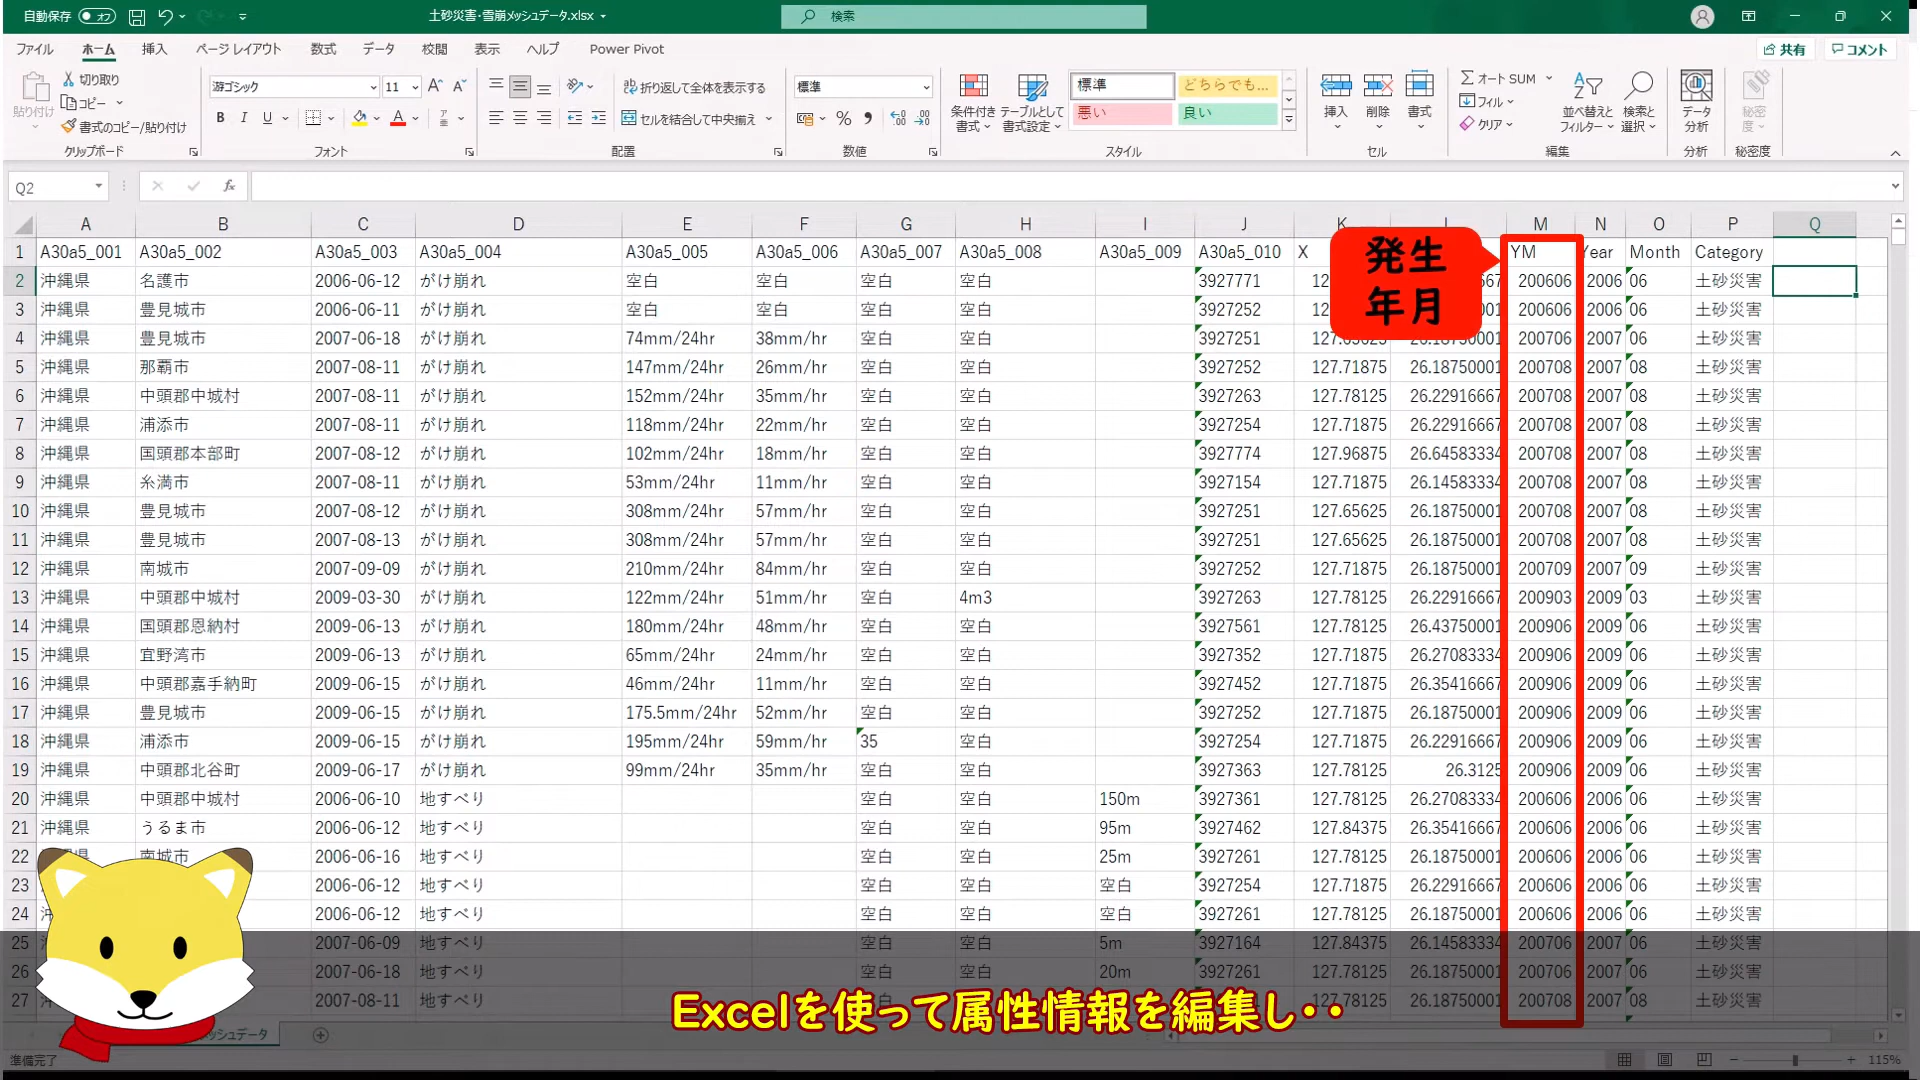 自動保存 オフ 土砂災害・雪崩メッシュデータ.xlsx 検索
ファイル ホーム 挿入 ページ レイアウト 数式 データ 校閲 表示 ヘルプ Power Pivot 共有 コメント
貼り付け 切り取り コピー 書式のコピー/貼り付け クリップボード
游ゴシック 11 B I U フォント
折り返して全体を表示する セルを結合して中央揃え 配置
標準 % 数値
条件付き書式 テーブルとして書式設定 標準 どちらでも... 悪い 良い スタイル
挿入 削除 書式 セル
オート SUM フィル クリア 並べ替えとフィルター 検索と選択 編集
データ分析 分析 秘密度 秘密度
Q2 fx
A B C D E F G H I J K L M N O P Q
1 A30a5_001 A30a5_002 A30a5_003 A30a5_004 A30a5_005 A30a5_006 A30a5_007 A30a5_008 A30a5_009 A30a5_010 X YM Year Month Category
発生
年月
2 沖縄県 名護市 2006-06-12 がけ崩れ 空白 空白 空白 空白 3927771 200606 2006 06 土砂災害
3 沖縄県 豊見城市 2006-06-11 がけ崩れ 空白 空白 空白 空白 3927252 200606 2006 06 土砂災害
4 沖縄県 豊見城市 2007-06-18 がけ崩れ 74mm/24hr 38mm/hr 空白 空白 3927251 127.65625 26.18750001 200706 2007 06 土砂災害
5 沖縄県 那覇市 2007-08-11 がけ崩れ 147mm/24hr 26mm/hr 空白 空白 3927252 127.71875 26.18750001 200708 2007 08 土砂災害
6 沖縄県 中頭郡中城村 2007-08-11 がけ崩れ 152mm/24hr 35mm/hr 空白 空白 3927263 127.78125 26.22916667 200708 2007 08 土砂災害
7 沖縄県 浦添市 2007-08-11 がけ崩れ 118mm/24hr 22mm/hr 空白 空白 3927254 127.71875 26.22916667 200708 2007 08 土砂災害
8 沖縄県 国頭郡本部町 2007-08-12 がけ崩れ 102mm/24hr 18mm/hr 空白 空白 3927774 127.96875 26.64583334 200708 2007 08 土砂災害
9 沖縄県 糸満市 2007-08-11 がけ崩れ 53mm/24hr 11mm/hr 空白 空白 3927154 127.71875 26.14583334 200708 2007 08 土砂災害
10 沖縄県 豊見城市 2007-08-12 がけ崩れ 308mm/24hr 57mm/hr 空白 空白 3927251 127.65625 26.18750001 200708 2007 08 土砂災害
11 沖縄県 豊見城市 2007-08-13 がけ崩れ 308mm/24hr 57mm/hr 空白 空白 3927251 127.65625 26.18750001 200708 2007 08 土砂災害
12 沖縄県 南城市 2007-09-09 がけ崩れ 210mm/24hr 84mm/hr 空白 空白 3927252 127.71875 26.18750001 200709 2007 09 土砂災害
13 沖縄県 中頭郡中城村 2009-03-30 がけ崩れ 122mm/24hr 51mm/hr 空白 4m3 3927263 127.78125 26.22916667 200903 2009 03 土砂災害
14 沖縄県 国頭郡恩納村 2009-06-13 がけ崩れ 180mm/24hr 48mm/hr 空白 空白 3927561 127.78125 26.43750001 200906 2009 06 土砂災害
15 沖縄県 宜野湾市 2009-06-13 がけ崩れ 65mm/24hr 24mm/hr 空白 空白 3927352 127.71875 26.27083334 200906 2009 06 土砂災害
16 沖縄県 中頭郡嘉手納町 2009-06-15 がけ崩れ 46mm/24hr 11mm/hr 空白 空白 3927452 127.71875 26.35416667 200906 2009 06 土砂災害
17 沖縄県 豊見城市 2009-06-15 がけ崩れ 175.5mm/24hr 52mm/hr 空白 空白 3927252 127.71875 26.18750001 200906 2009 06 土砂災害
18 沖縄県 浦添市 2009-06-15 がけ崩れ 195mm/24hr 59mm/hr 35 空白 3927254 127.71875 26.22916667 200906 2009 06 土砂災害
19 沖縄県 中頭郡北谷町 2009-06-17 がけ崩れ 99mm/24hr 35mm/hr 空白 空白 3927363 127.78125 26.3125 200906 2009 06 土砂災害
20 沖縄県 中頭郡中城村 2006-06-10 地すべり 空白 空白 150m 3927361 127.78125 26.27083334 200606 2006 06 土砂災害
21 沖縄県 うるま市 2006-06-12 地すべり 空白 空白 95m 3927462 127.84375 26.35416667 200606 2006 06 土砂災害
22 南城市 2006-06-16 地すべり 空白 空白 25m 3927261 127.78125 26.18750001 200606 2006 06 土砂災害
23 2006-06-12 地すべり 空白 空白 空白 3927254 127.71875 26.22916667 200606 2006 06 土砂災害
24 2006-06-12 地すべり 空白 空白 空白 3927261 127.78125 26.18750001 200606 2006 06 土砂災害
25 2007-06-09 地すべり 空白 空白 5m 3927164 127.84375 26.14583334 200706 2007 06 土砂災害
26 2007-06-18 地すべり 空白 空白 20m 3927261 127.78125 26.18750001 200706 2007 06 土砂災害
27 2007-08-11 地すべり 空白 空白 127.78125 26.18750001 200708 2007 08 土砂災害
Excelを使って属性情報を編集し‥
メッシュデータ
準備完了 115%